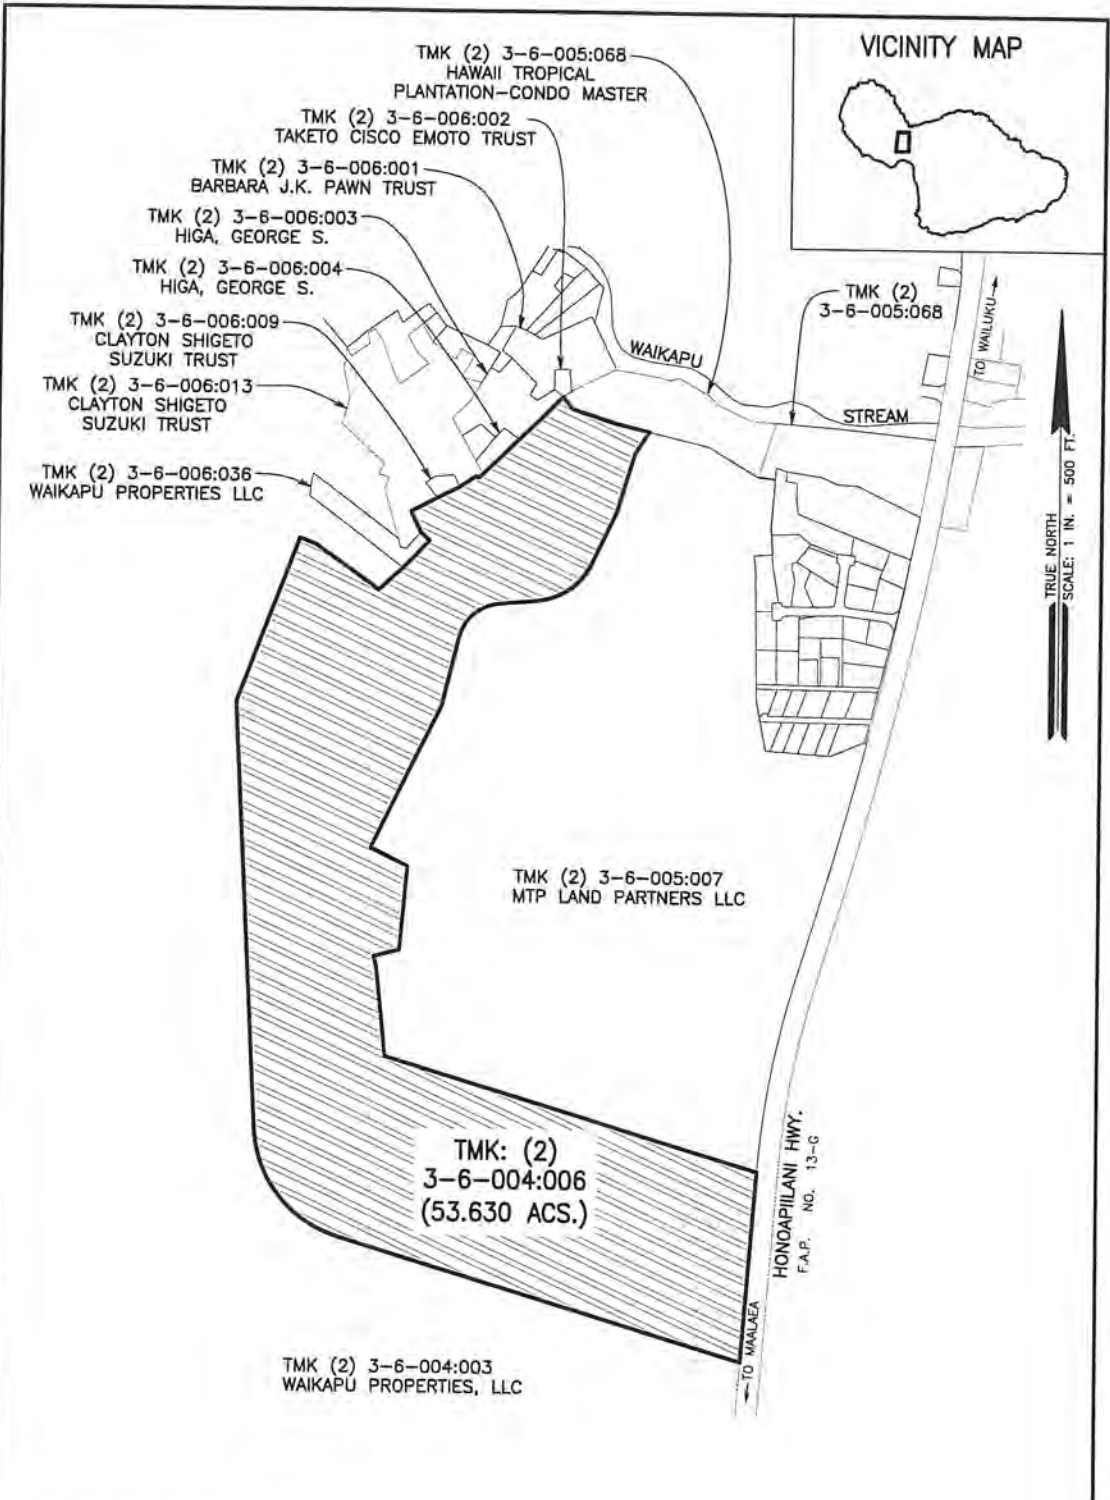 VICINITY MAP
TMK (2) 3-6-005:068
HAWAII TROPICAL
PLANTATION-CONDO MASTER
TMK (2) 3-6-006:002
TAKETO CISCO EMOTO TRUST
TMK (2) 3-6-006:001
BARBARA J.K. PAWN TRUST
TMK (2) 3-6-006:003
HIGA, GEORGE S.
TMK (2) 3-6-006:004
HIGA, GEORGE S.
TMK (2) 3-6-006:009
CLAYTON SHIGETO
SUZUKI TRUST
TMK (2) 3-6-006:013
CLAYTON SHIGETO
SUZUKI TRUST
TMK (2) 3-6-006:036
WAIKAPU PROPERTIES LLC
TMK (2)
3-6-005:068
TO WAILUKU
WAIKAPU
STREAM
TRUE NORTH
SCALE: 1 IN. = 500 FT.
TMK (2) 3-6-005:007
MTP LAND PARTNERS LLC
TMK: (2)
3-6-004:006
(53.630 ACS.)
HONOAPIILANI HWY.
F.A.P. NO. 13-G
TO MAALAEA
TMK (2) 3-6-004:003
WAIKAPU PROPERTIES, LLC